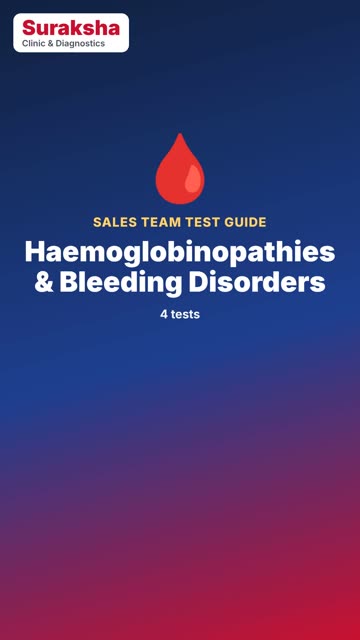 Suraksha
Clinic & Diagnostics
SALES TEAM TEST GUIDE
Haemoglobinopathies
& Bleeding Disorders
4 tests